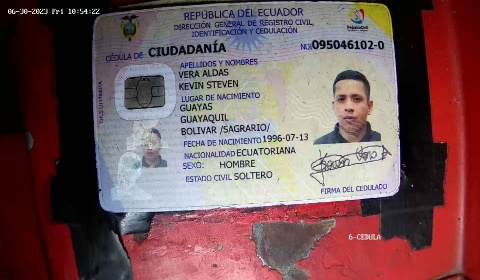 06-30-2023 Fri 10:54:22
REPÚBLICA DEL ECUADOR
DIRECCIÓN GENERAL DE REGISTRO CIVIL,
IDENTIFICACIÓN Y CEDULACIÓN
CÉDULA DE CIUDADANÍA
NUI 095046102-0
APELLIDOS Y NOMBRES
VERA ALDAS
KEVIN STEVEN
LUGAR DE NACIMIENTO
GUAYAS
GUAYAQUIL
BOLIVAR /SAGRARIO/
FECHA DE NACIMIENTO 1996-07-13
NACIONALIDAD ECUATORIANA
SEXO: HOMBRE
ESTADO CIVIL SOLTERO
FIRMA DEL CEDULADO
6-CEDULA